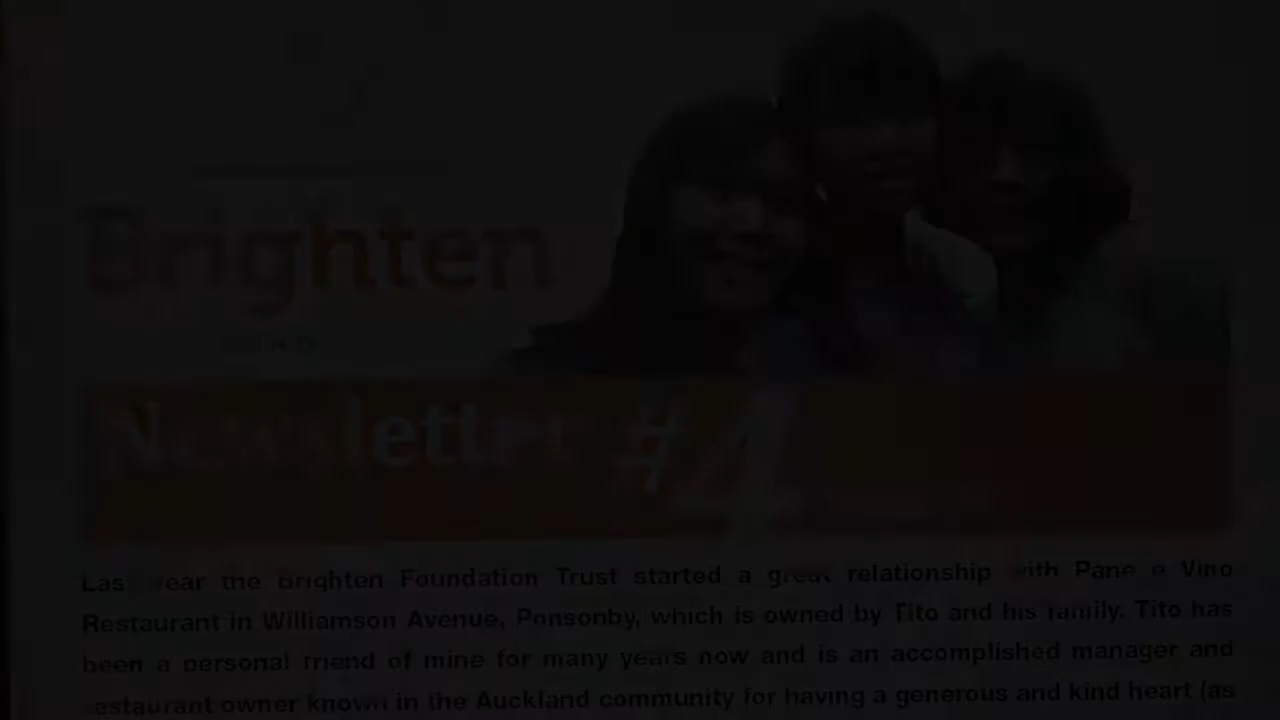 Brighten
Newsletter #4
Last year the Brighten Foundation Trust started a great relationship with Pane e Vino
Restaurant in Williamson Avenue, Ponsonby, which is owned by Tito and his family. Tito has
been a personal friend of mine for many years now and is an accomplished manager and
restaurant owner known in the Auckland community for having a generous and kind heart (as